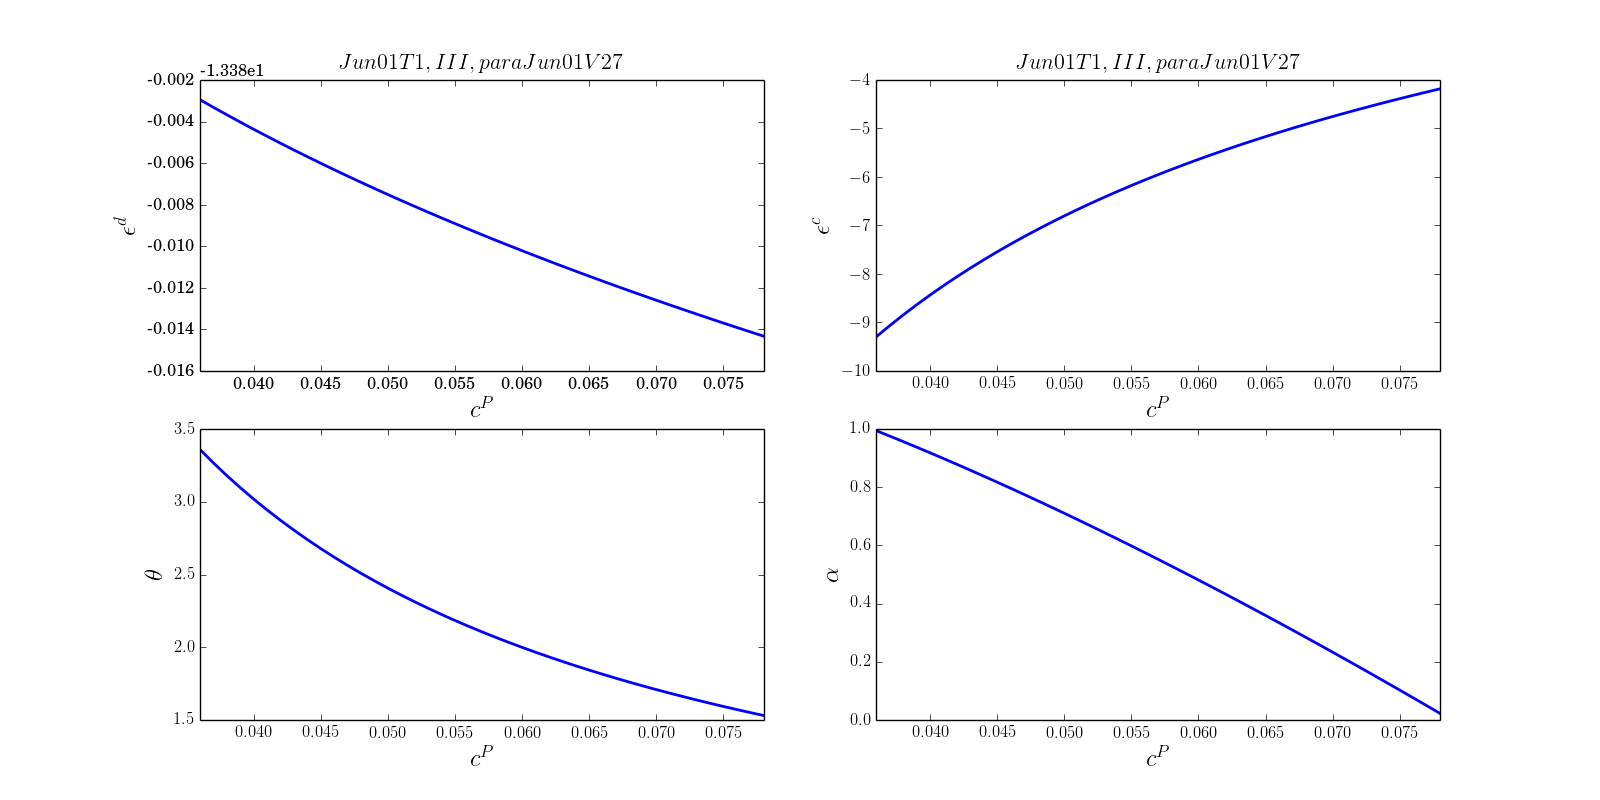 Jun01T1, III, paraJun01V27
-1.338e1
-0.002
-0.004
-0.006
-0.008
-0.010
-0.012
-0.014
-0.016
ϵ^d
0.040 0.045 0.050 0.055 0.060 0.065 0.070 0.075
c^P
Jun01T1, III, paraJun01V27
−4
−5
−6
−7
−8
−9
−10
ϵ^c
0.040 0.045 0.050 0.055 0.060 0.065 0.070 0.075
c^P
3.5
3.0
2.5
2.0
1.5
θ
0.040 0.045 0.050 0.055 0.060 0.065 0.070 0.075
c^P
1.0
0.8
0.6
0.4
0.2
0.0
α
0.040 0.045 0.050 0.055 0.060 0.065 0.070 0.075
c^P